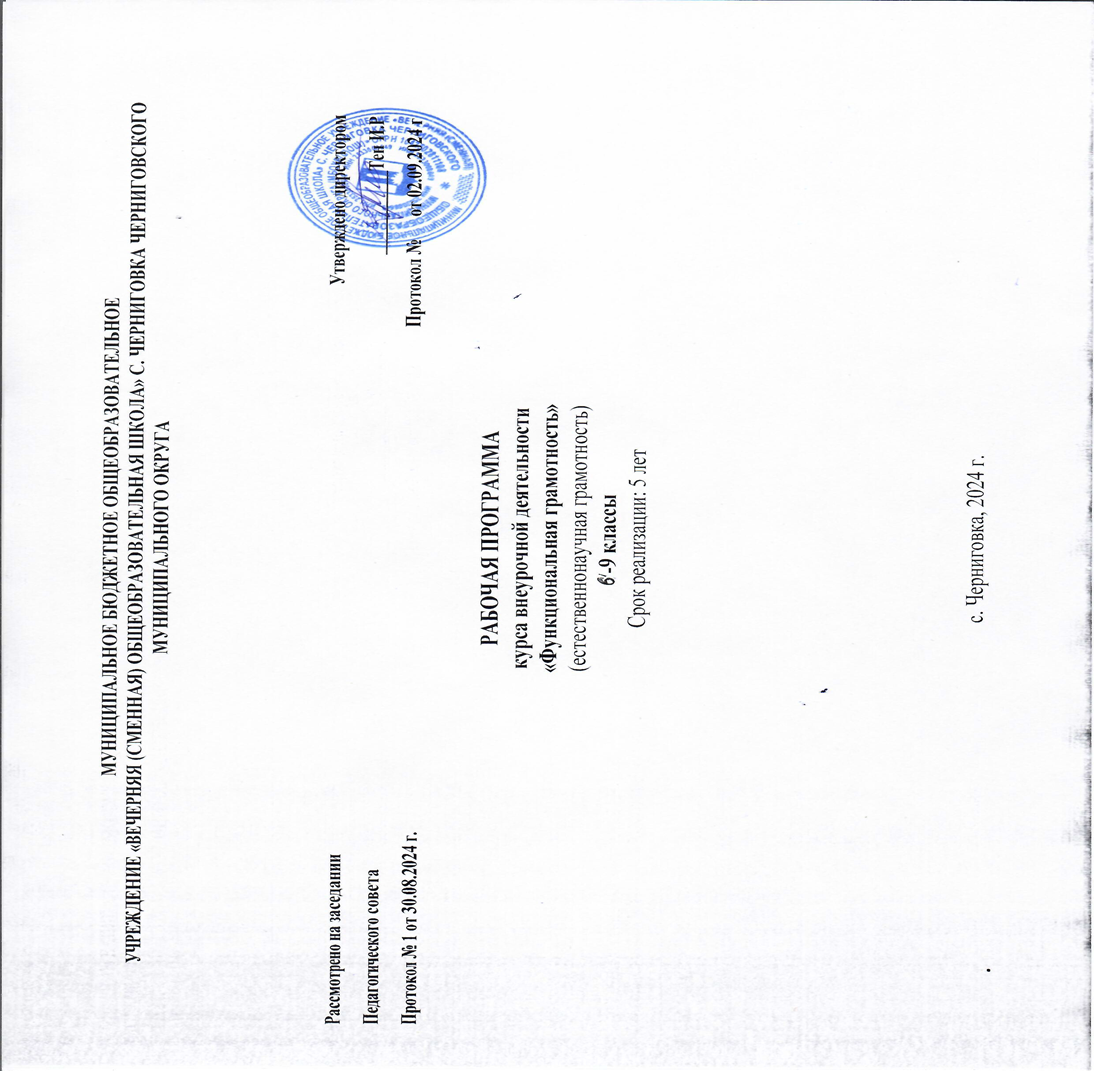 МУНИЦИПАЛЬНОЕ БЮДЖЕТНОЕ ОБЩЕОБРАЗОВАТЕЛЬНОЕ
УЧРЕЖДЕНИЕ «ВЕЧЕРНЯЯ (СМЕННАЯ) ОБЩЕОБРАЗОВАТЕЛЬНАЯ ШКОЛА» С. ЧЕРНИГОВКА ЧЕРНИГОВСКОГО
МУНИЦИПАЛЬНОГО ОКРУГА
Рассмотрено на заседании
Педагогического совета
Протокол № 1 от 30.08.2024 г.
Утверждено директором
Ген И.Р
Протокол № от 02.09.2024 г
РАБОЧАЯ ПРОГРАММА
курса внеурочной деятельности
«Функциональная грамотность»
(естественнонаучная грамотность)
6-9 классы
Срок реализации: 5 лет
с. Черниговка, 2024 г.